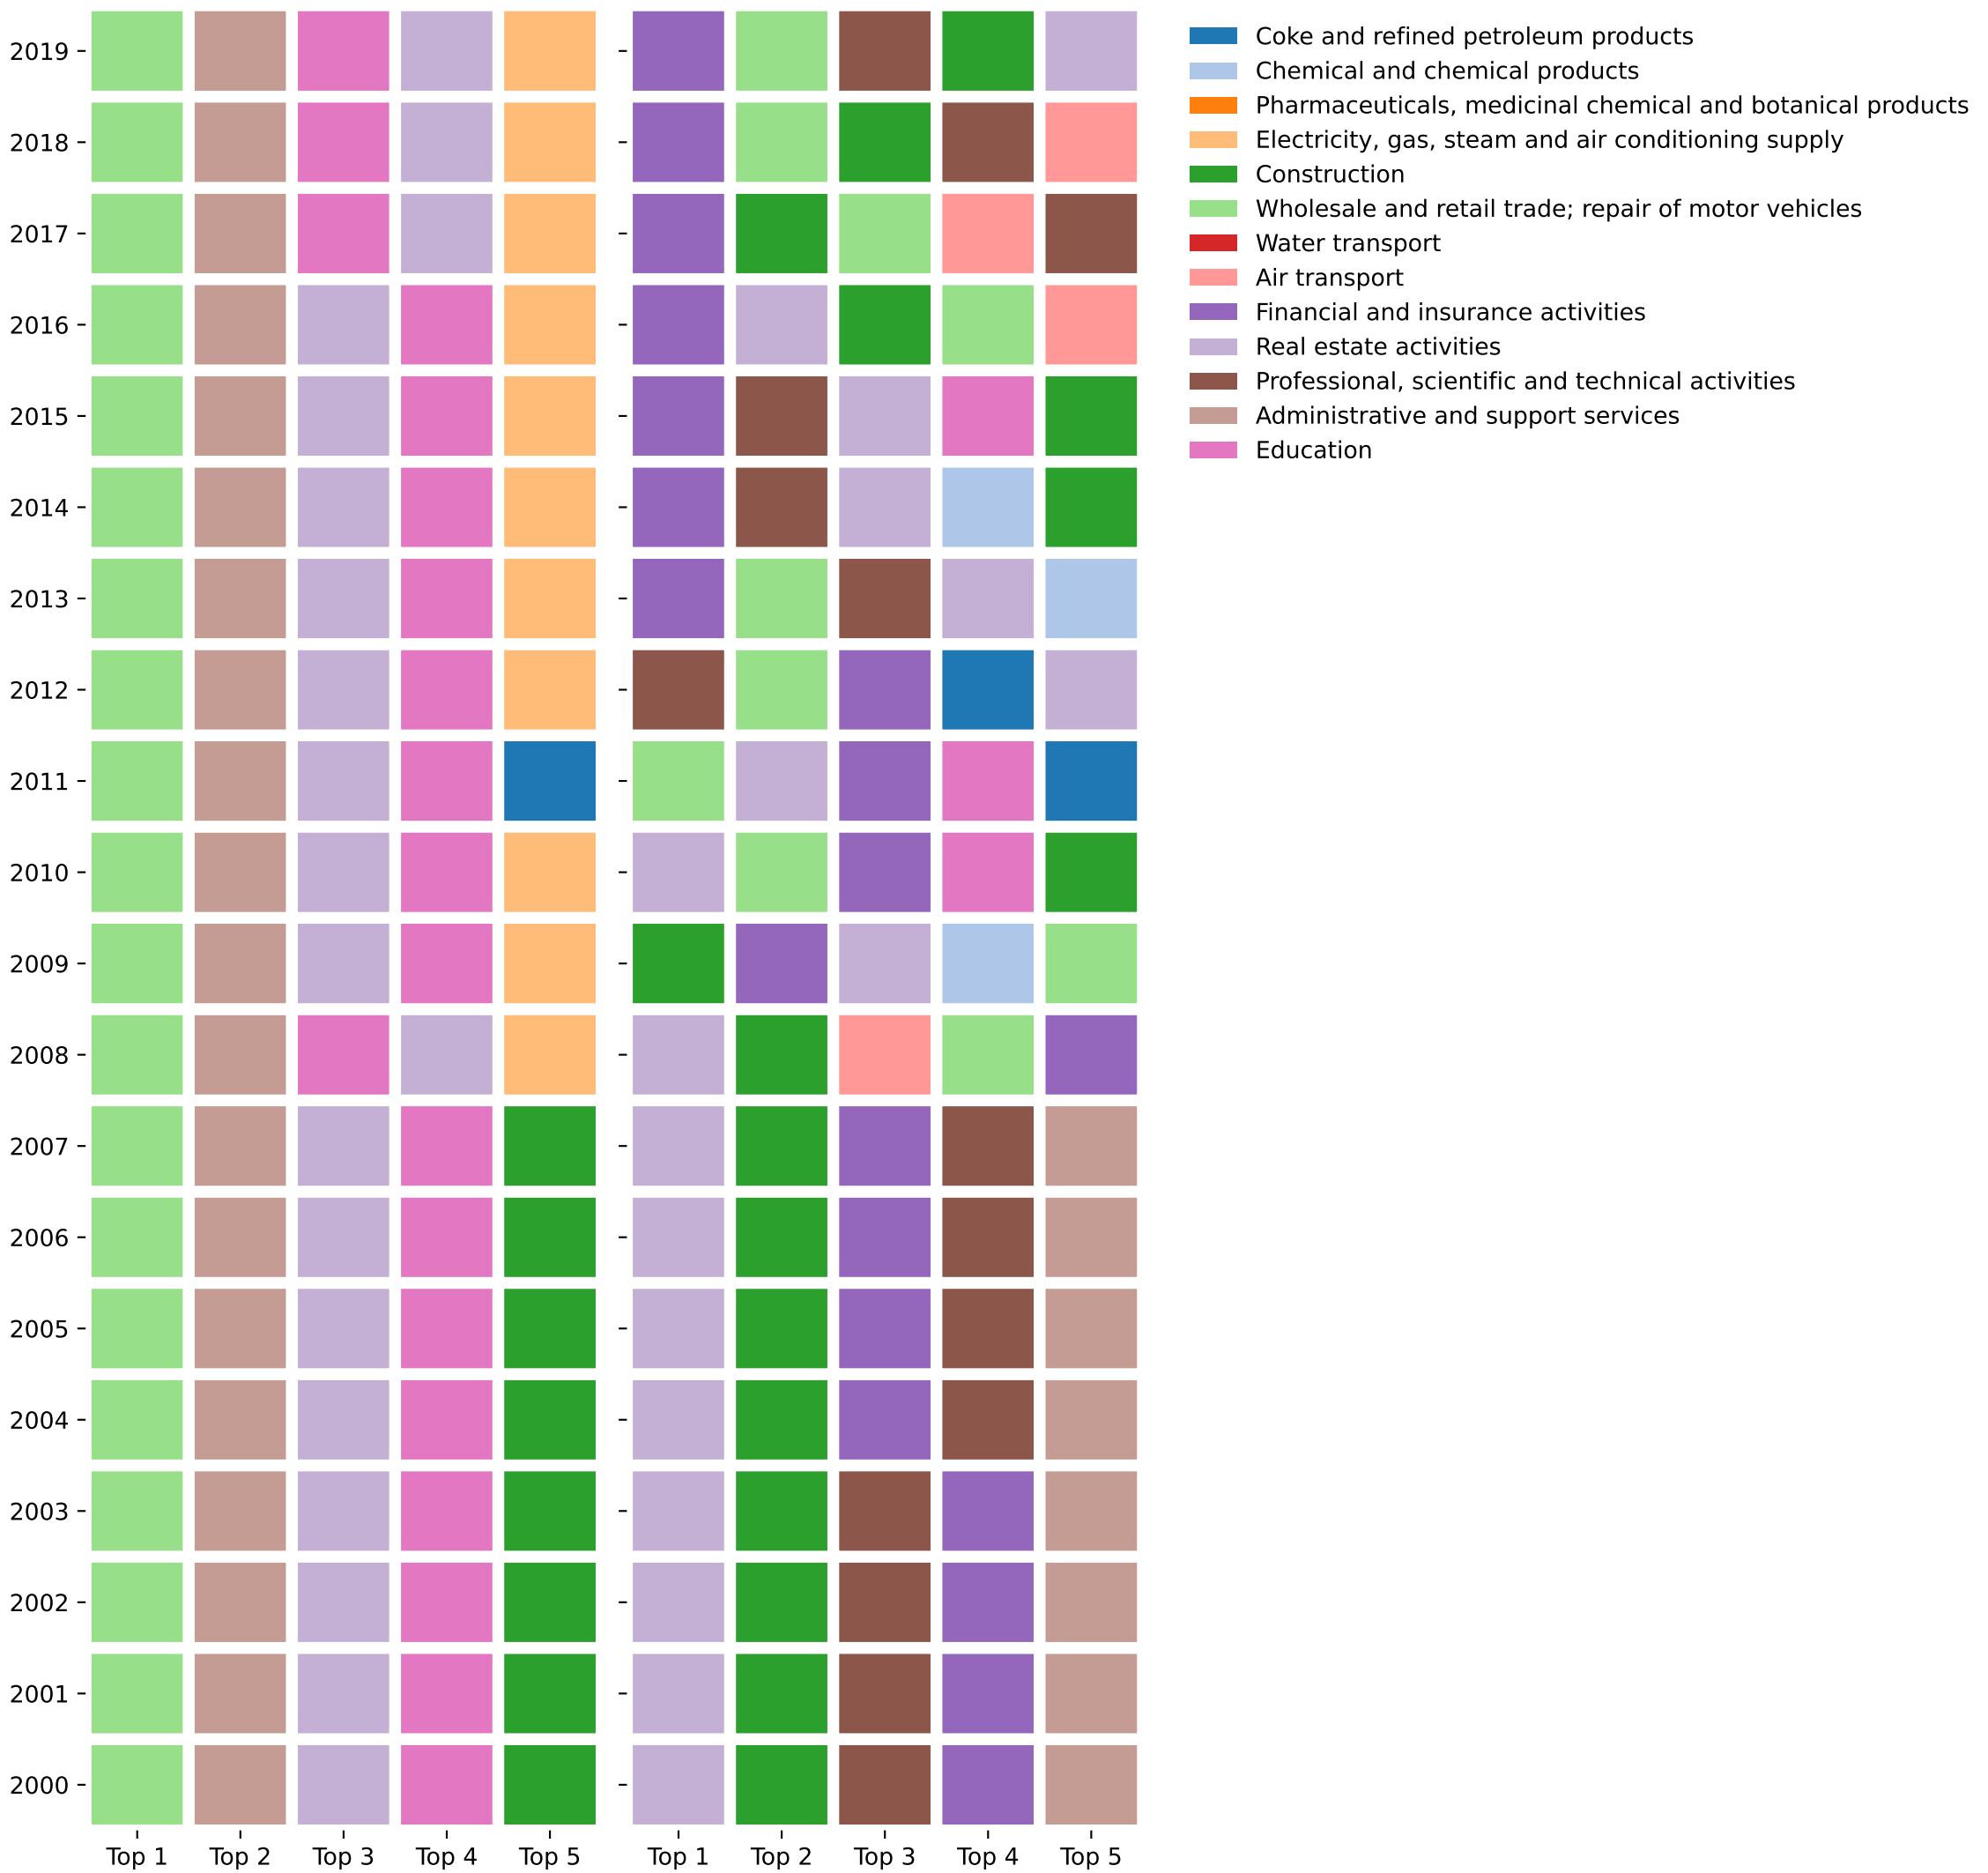 2019
2018
2017
2016
2015
2014
2013
2012
2011
2010
2009
2008
2007
2006
2005
2004
2003
2002
2001
2000
Top 1 Top 2 Top 3 Top 4 Top 5 Top 1 Top 2 Top 3 Top 4 Top 5
Coke and refined petroleum products
Chemical and chemical products
Pharmaceuticals, medicinal chemical and botanical products
Electricity, gas, steam and air conditioning supply
Construction
Wholesale and retail trade; repair of motor vehicles
Water transport
Air transport
Financial and insurance activities
Real estate activities
Professional, scientific and technical activities
Administrative and support services
Education